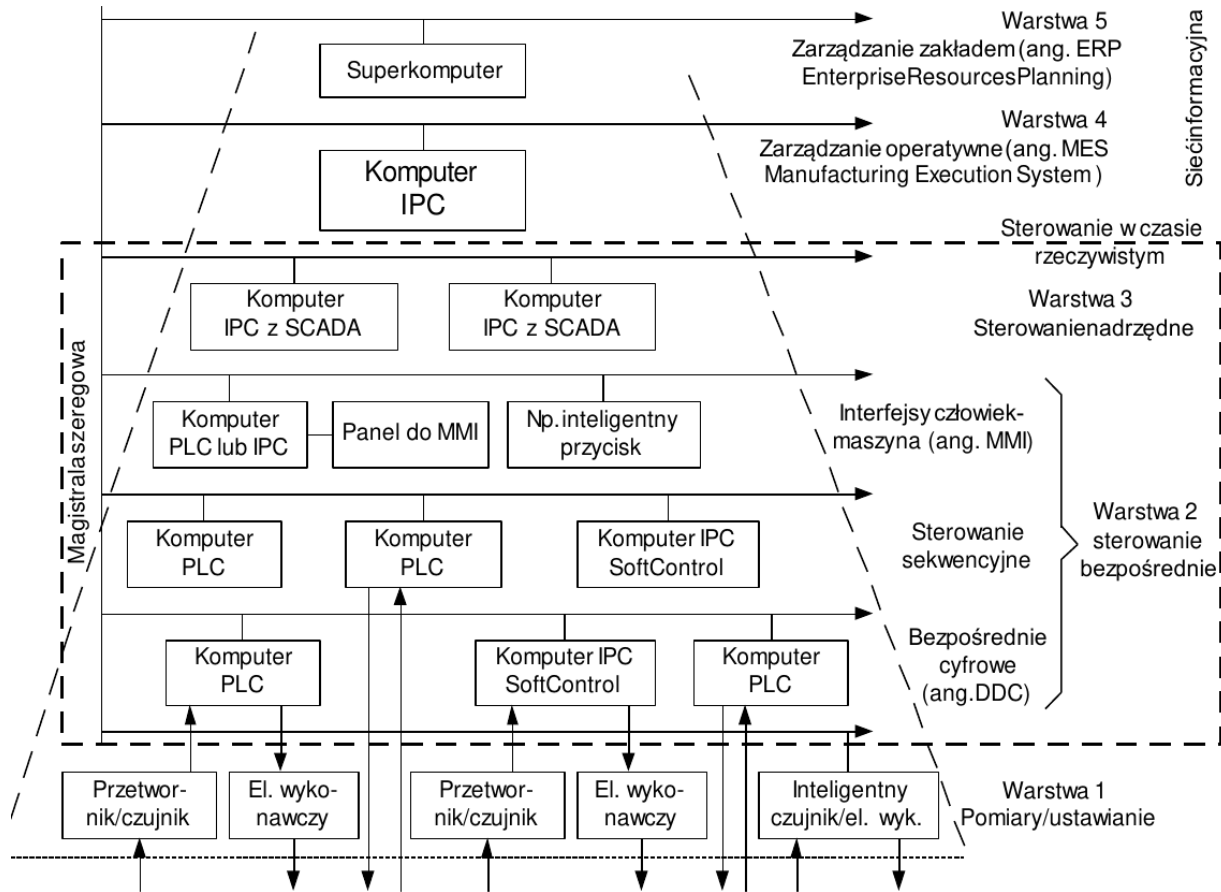 Warstwa 5
Zarządzanie zakładem (ang. ERP
EnterpriseResourcesPlanning)
Siećinformacyjna
Superkomputer
Warstwa 4
Zarządzanie operatywne (ang. MES
Manufacturing Execution System )
Komputer
IPC
Sterowanie w czasie
rzeczywistym
Komputer
IPC z SCADA
Komputer
IPC z SCADA
Warstwa 3
Sterowanienadrzędne
Magistralaszeregowa
Komputer
PLC lub IPC
Panel do MMI
Np. inteligentny
przycisk
Interfejsy człowiek-
maszyna (ang. MMI)
Komputer
PLC
Komputer
PLC
Komputer IPC
SoftControl
Sterowanie
sekwencyjne
Warstwa 2
sterowanie
bezpośrednie
Komputer
PLC
Komputer IPC
SoftControl
Komputer
PLC
Bezpośrednie
cyfrowe
(ang.DDC)
Przetwor-
nik/czujnik
El. wyko-
nawczy
Przetwor-
nik/czujnik
El. wyko-
nawczy
Inteligentny
czujnik/el. wyk.
Warstwa 1
Pomiary/ustawianie